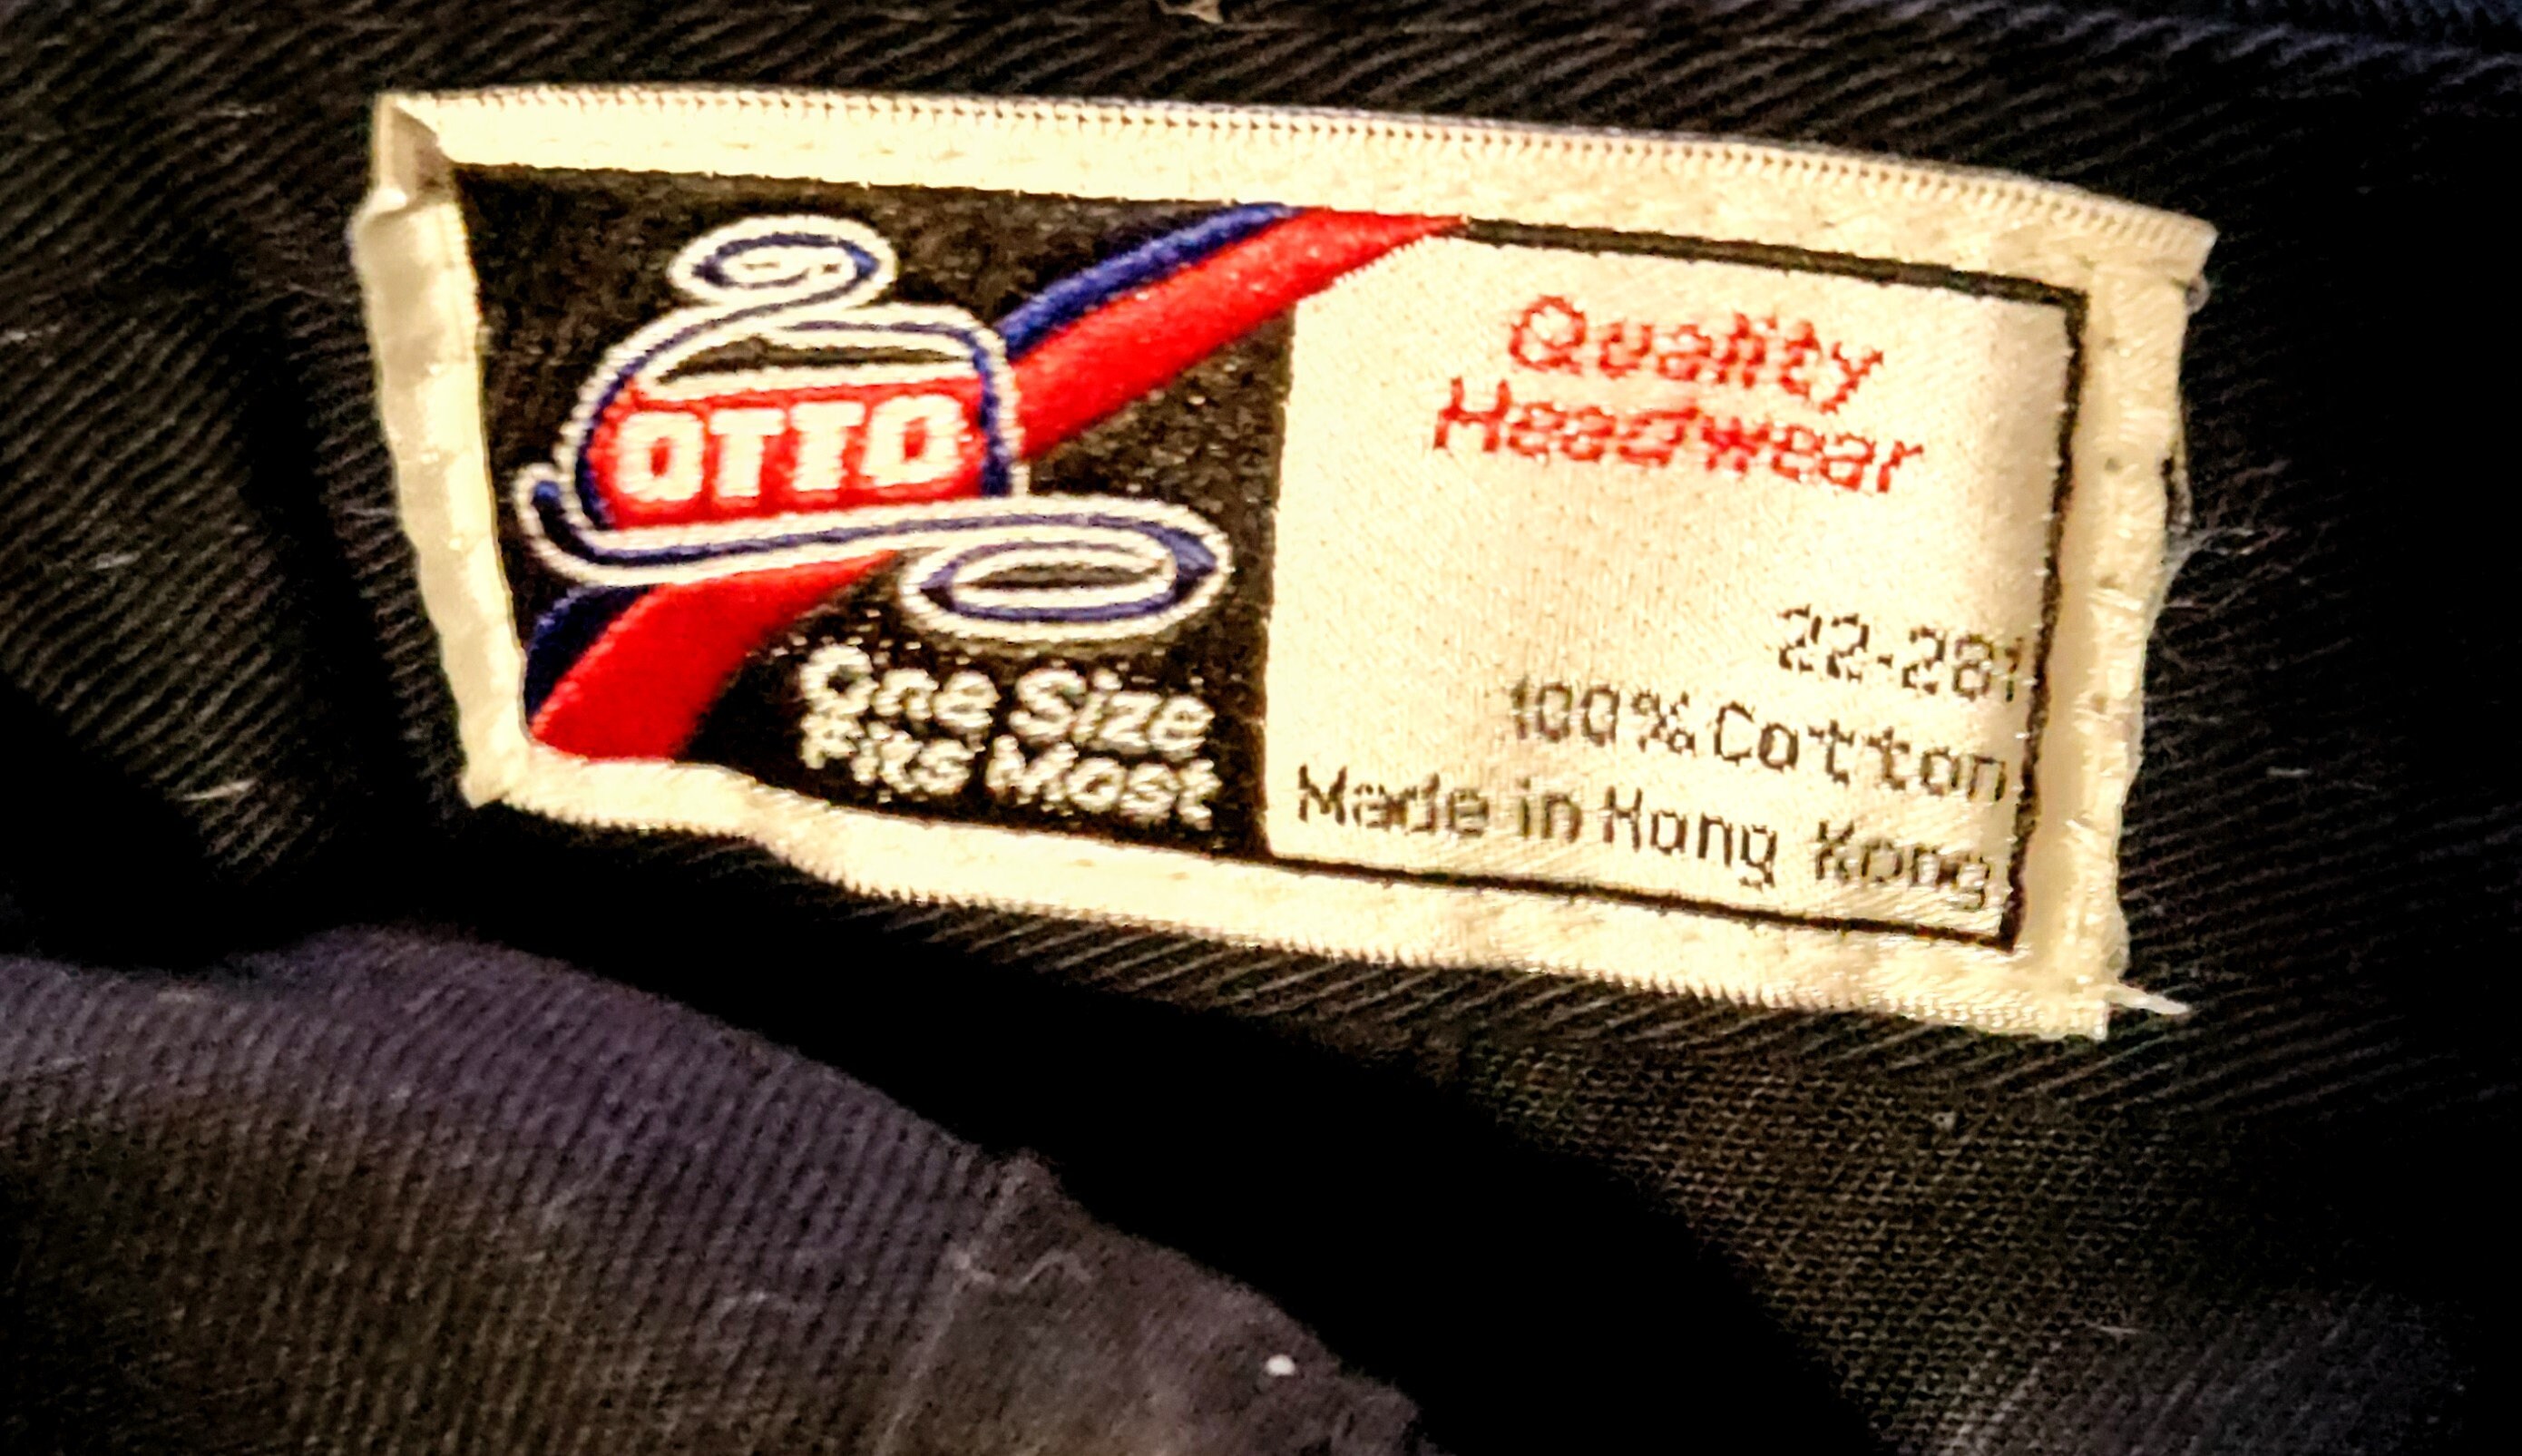 OTTO
One Size
Fits Most
Quality
Headwear
22-281
100% Cotton
Made in Hong Kong